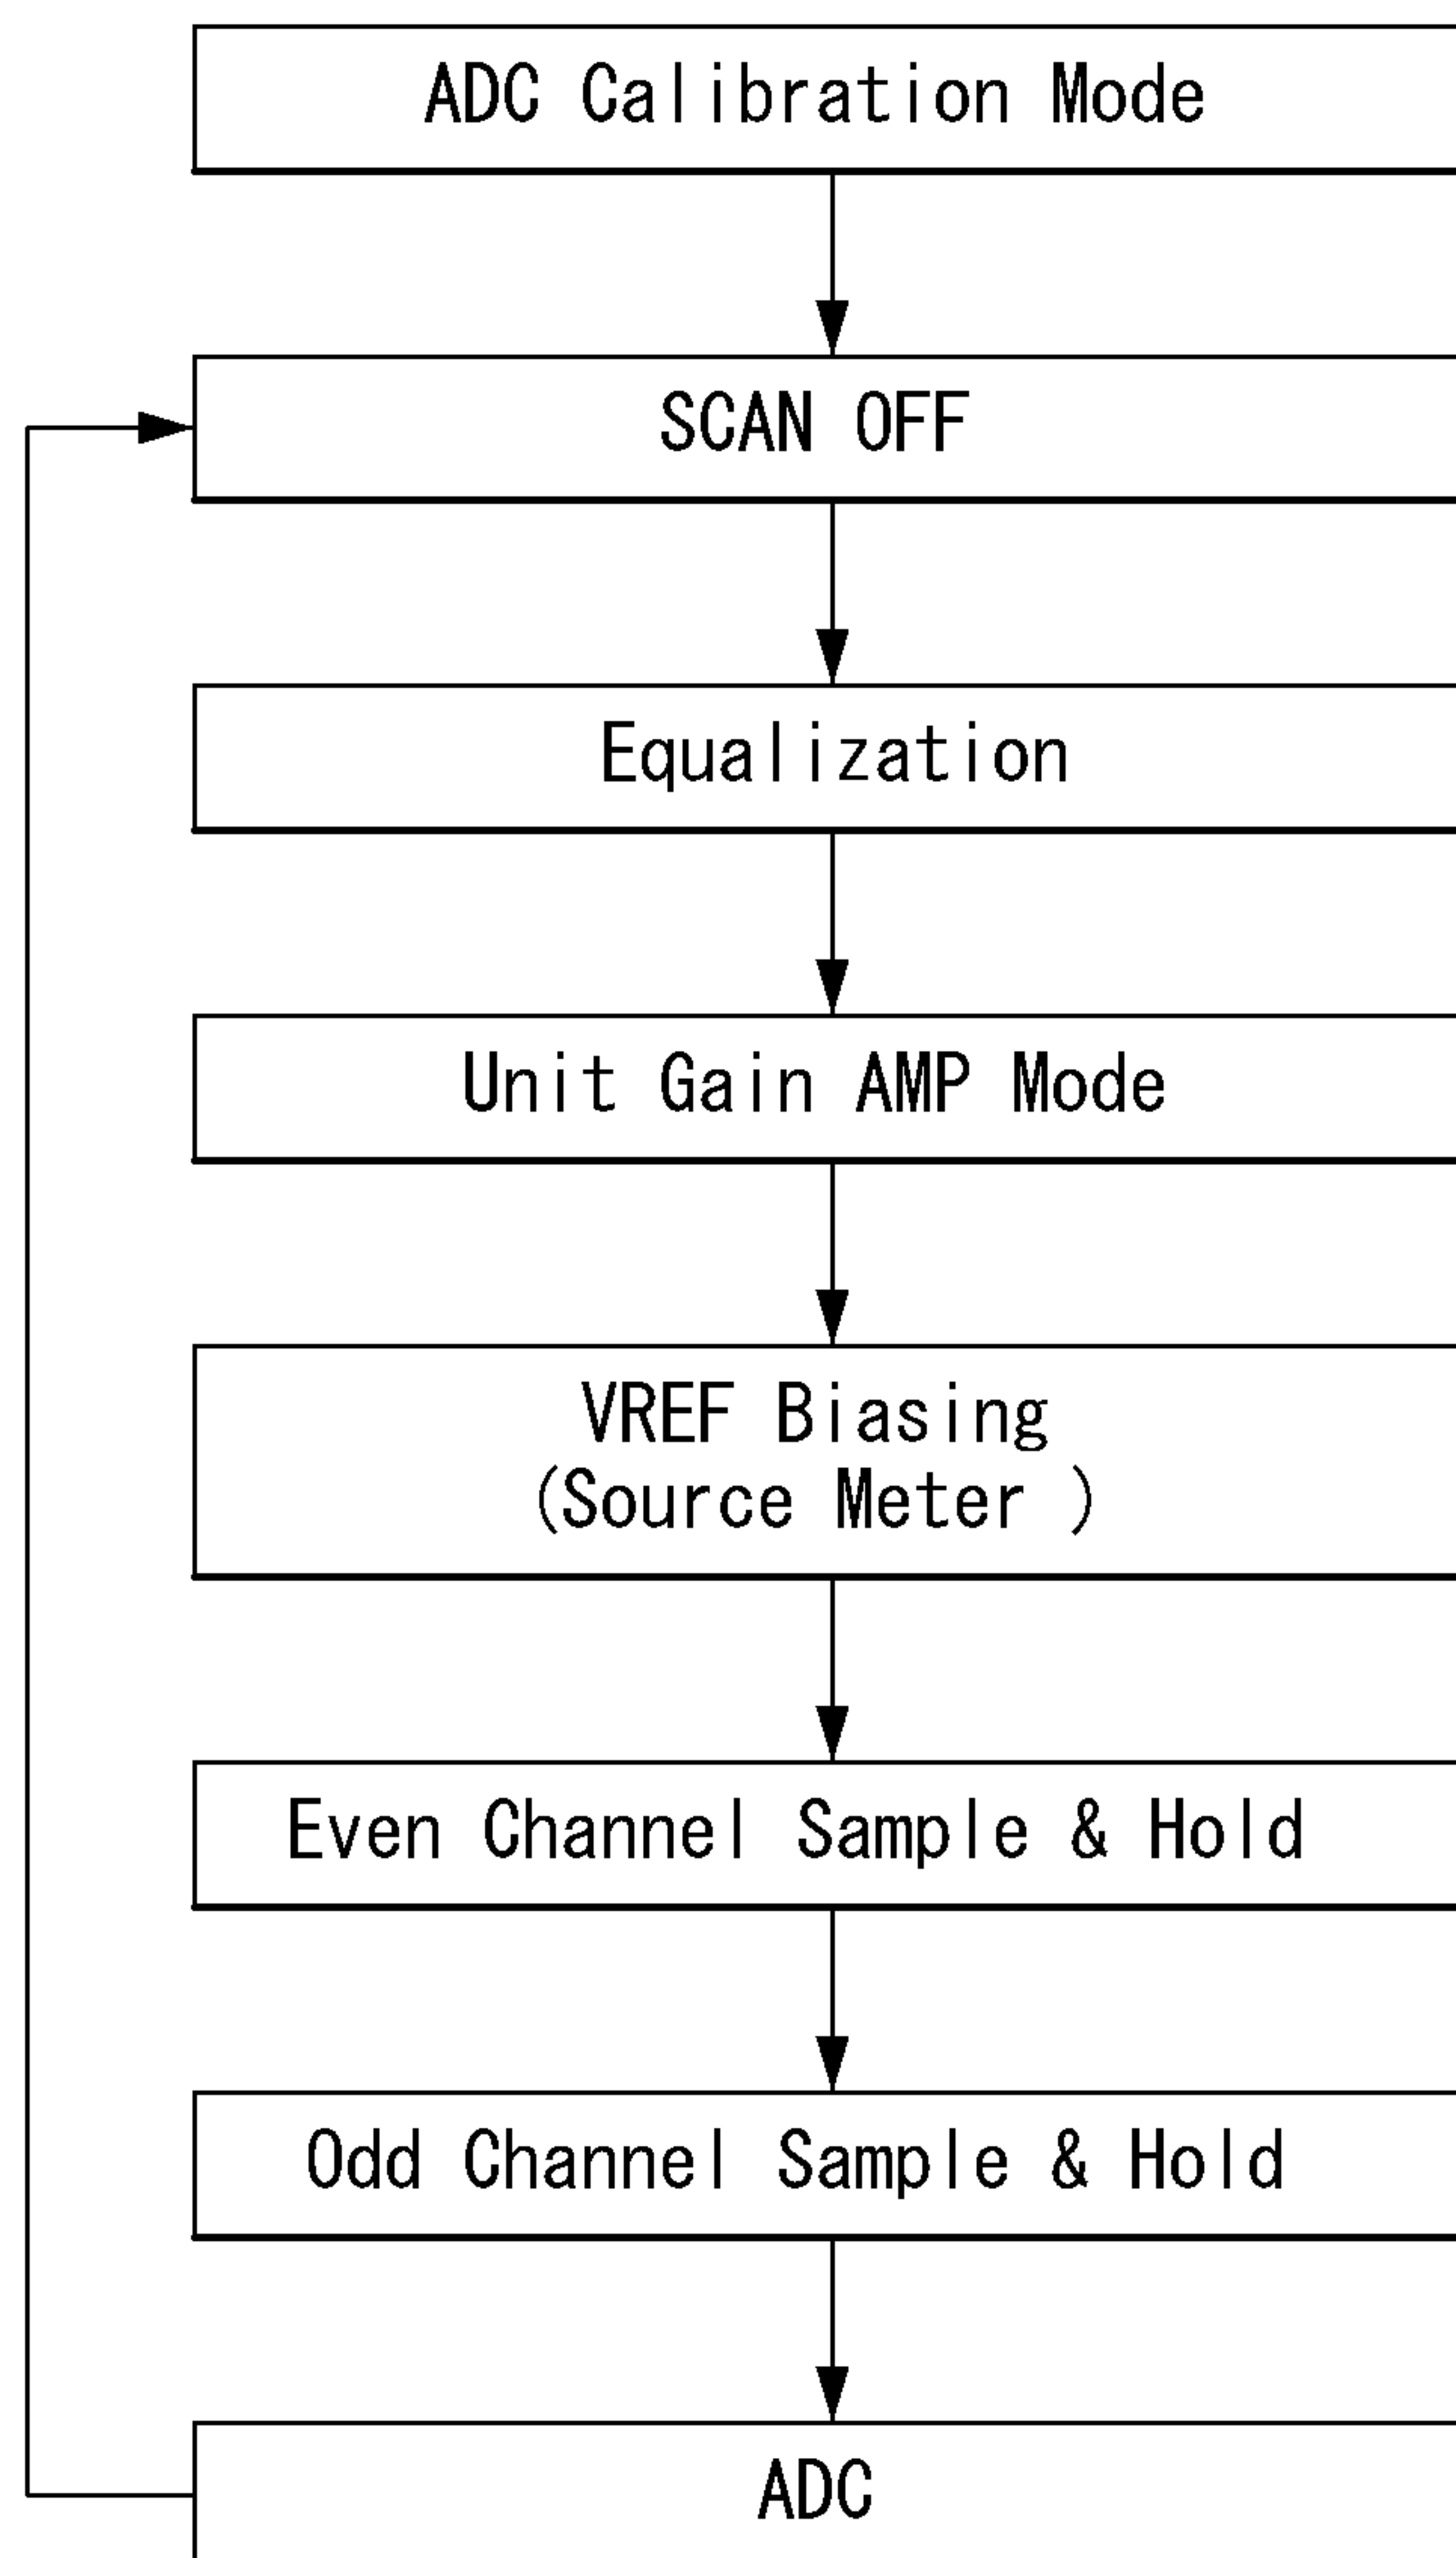 ADC Calibration Mode
SCAN OFF
Equalization
Unit Gain AMP Mode
VREF Biasing
(Source Meter )
Even Channel Sample & Hold
Odd Channel Sample & Hold
ADC